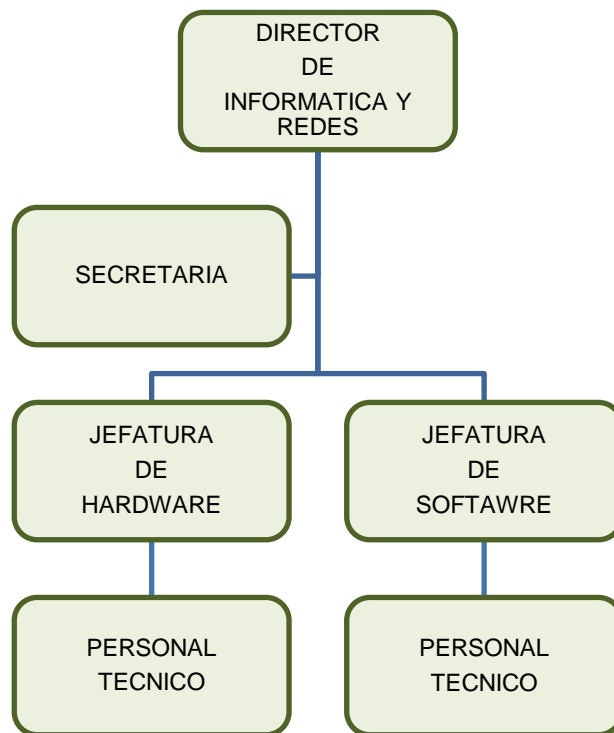 DIRECTOR
DE
INFORMATICA Y
REDES
SECRETARIA
JEFATURA
DE
HARDWARE
JEFATURA
DE
SOFTAWRE
PERSONAL
TECNICO
PERSONAL
TECNICO